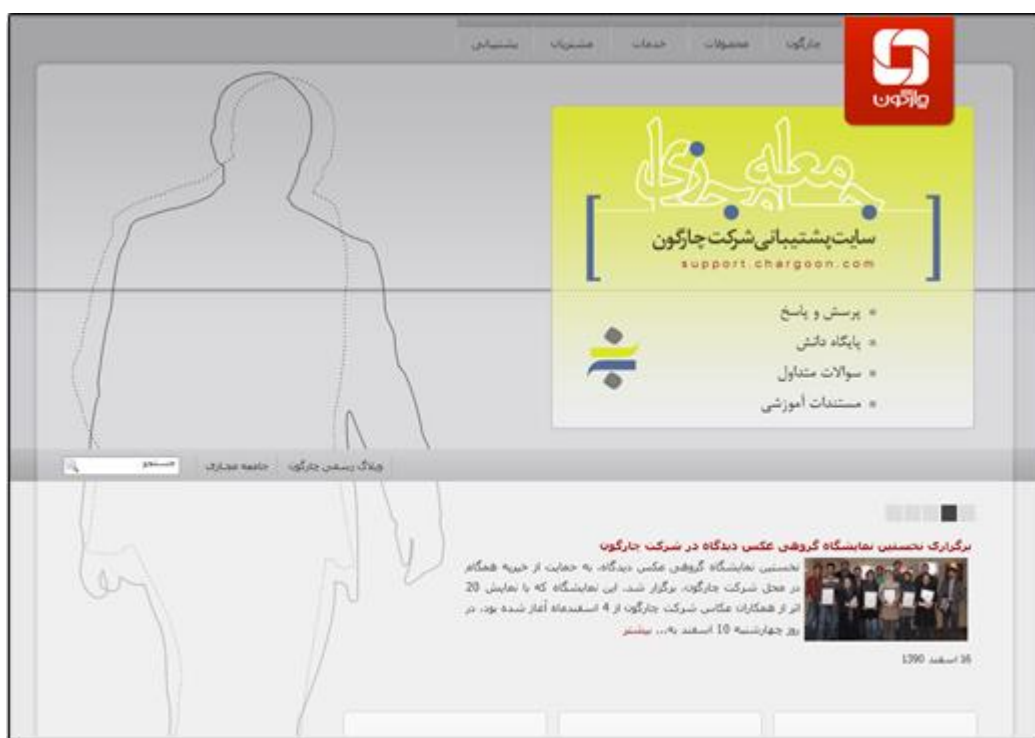 چارگون
محصولات
خدمات
مشتریان
پشتیبانی
چارگون
جامعه مجازی
سایت پشتیبانی شرکت چارگون
support.chargoon.com
پرسش و پاسخ
پایگاه دانش
سوالات متداول
مستندات آموزشی
وبلاگ رسمی چارگون
جامعه مجازی
جستجو
برگزاری نخستین نمایشگاه گروهی عکس دیدگاه در شرکت چارگون
نخستین نمایشگاه گروهی عکس دیدگاه، به حمایت از خیریه همگام
در محل شرکت چارگون، برگزار شد. این نمایشگاه که با نمایش 20
اثر از همکاران عکاس شرکت چارگون از 4 اسفندماه آغاز شده بود، در
روز چهارشنبه 10 اسفند به... بیشتر
16 اسفند 1390